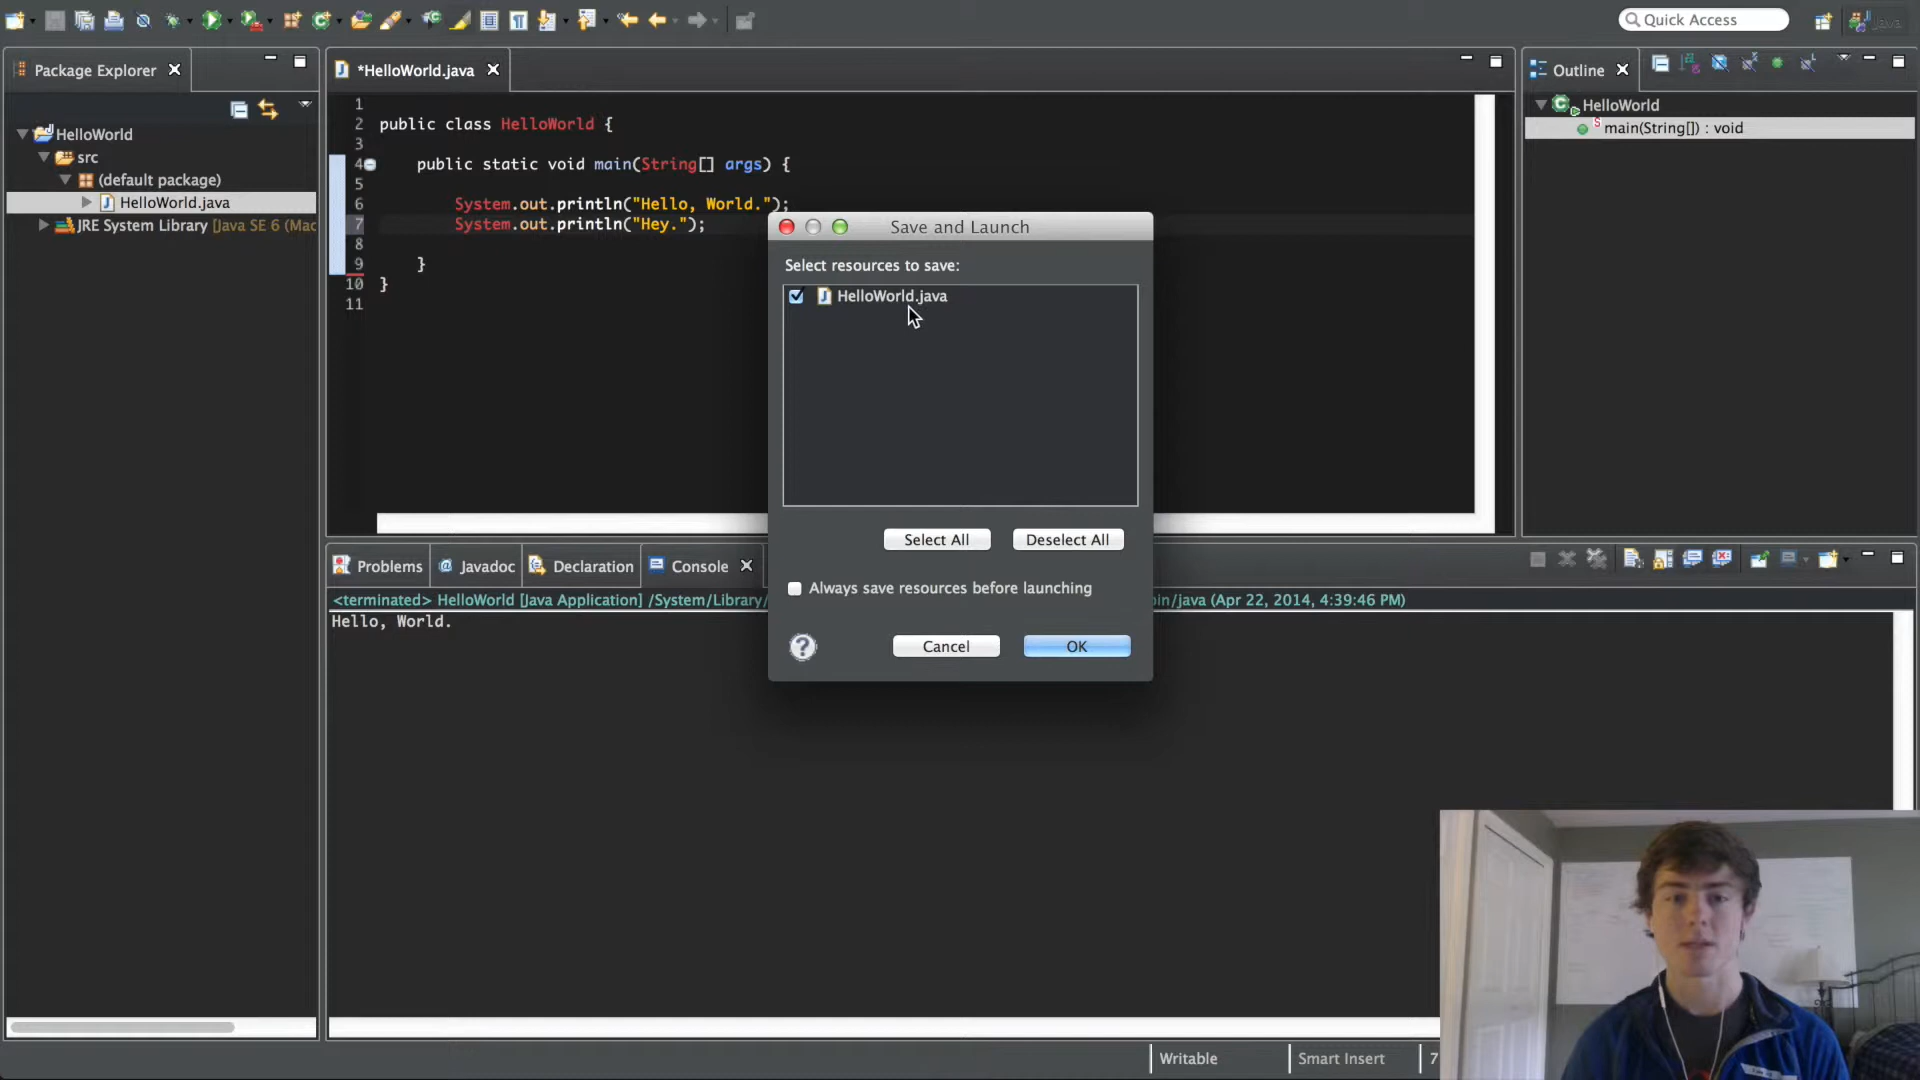 Quick Access
Java
Package Explorer
*HelloWorld.java
Outline
HelloWorld
src
(default package)
HelloWorld.java
JRE System Library [Java SE 6 (Mac
1
2 public class HelloWorld {
3
4 public static void main(String[] args) {
5
6 System.out.println("Hello, World.");
7 System.out.println("Hey.");
8
9 }
10 }
11
HelloWorld
main(String[]) : void
Save and Launch
Select resources to save:
HelloWorld.java
Select All Deselect All
Always save resources before launching
Cancel OK
Problems @ Javadoc Declaration Console
<terminated> HelloWorld [Java Application] /System/Library/
bin/java (Apr 22, 2014, 4:39:46 PM)
Hello, World.
Writable Smart Insert 7